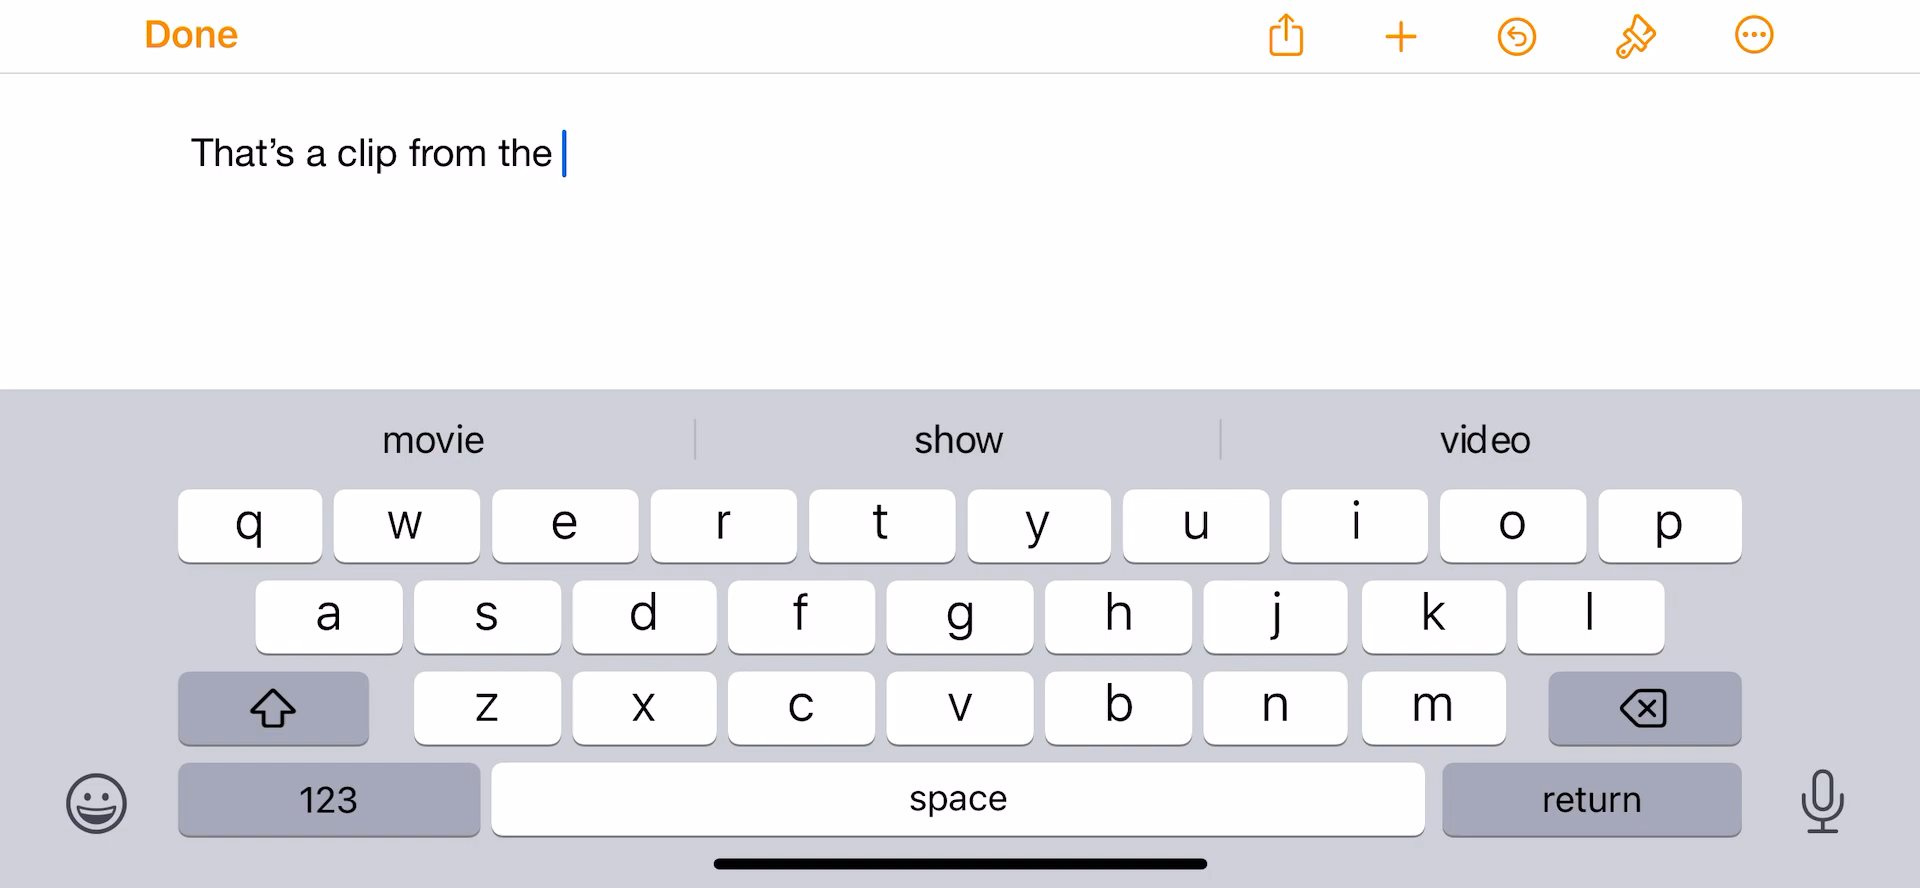 Done
That’s a clip from the
movie show video
q w e r t y u i o p
a s d f g h j k l
z x c v b n m
123 space return